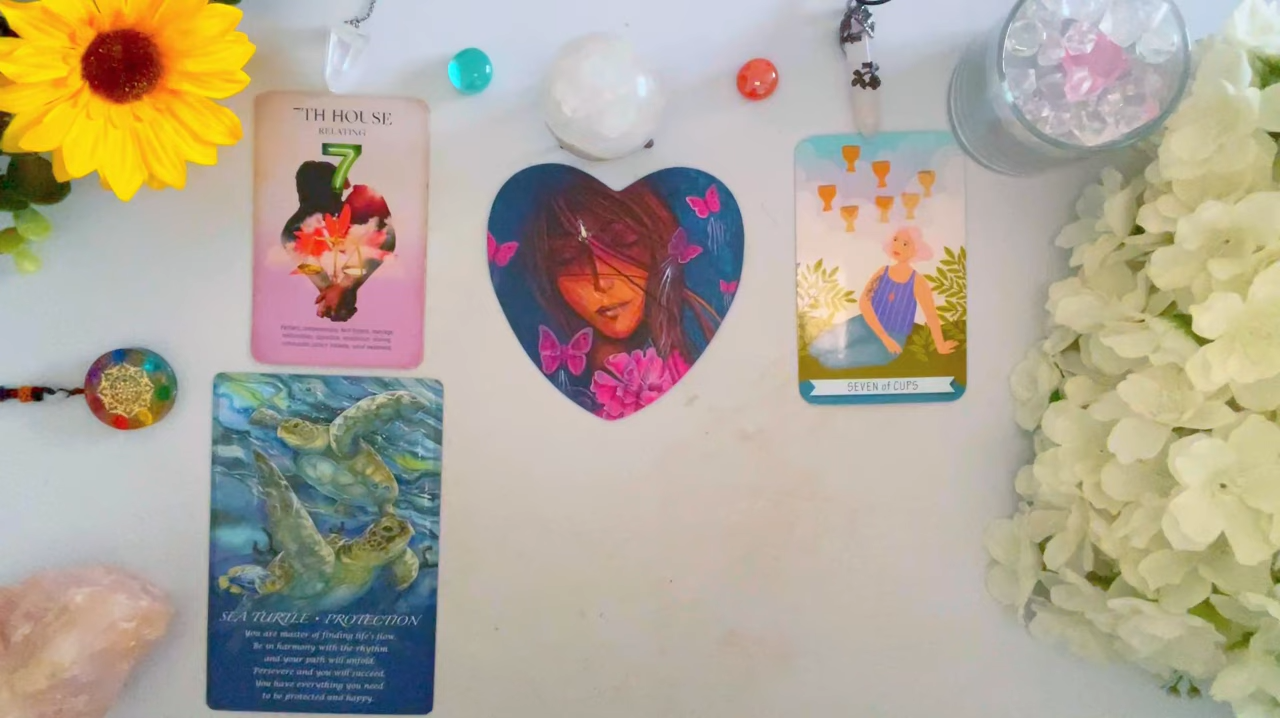 7TH HOUSE
RELATING
7
SEVEN of CUPS
SEA TURTLE • PROTECTION
You are master of finding life's flow.
Be in harmony with the rhythm
and your path will unfold.
Persevere and you will succeed.
You have everything you need
to be protected and happy.